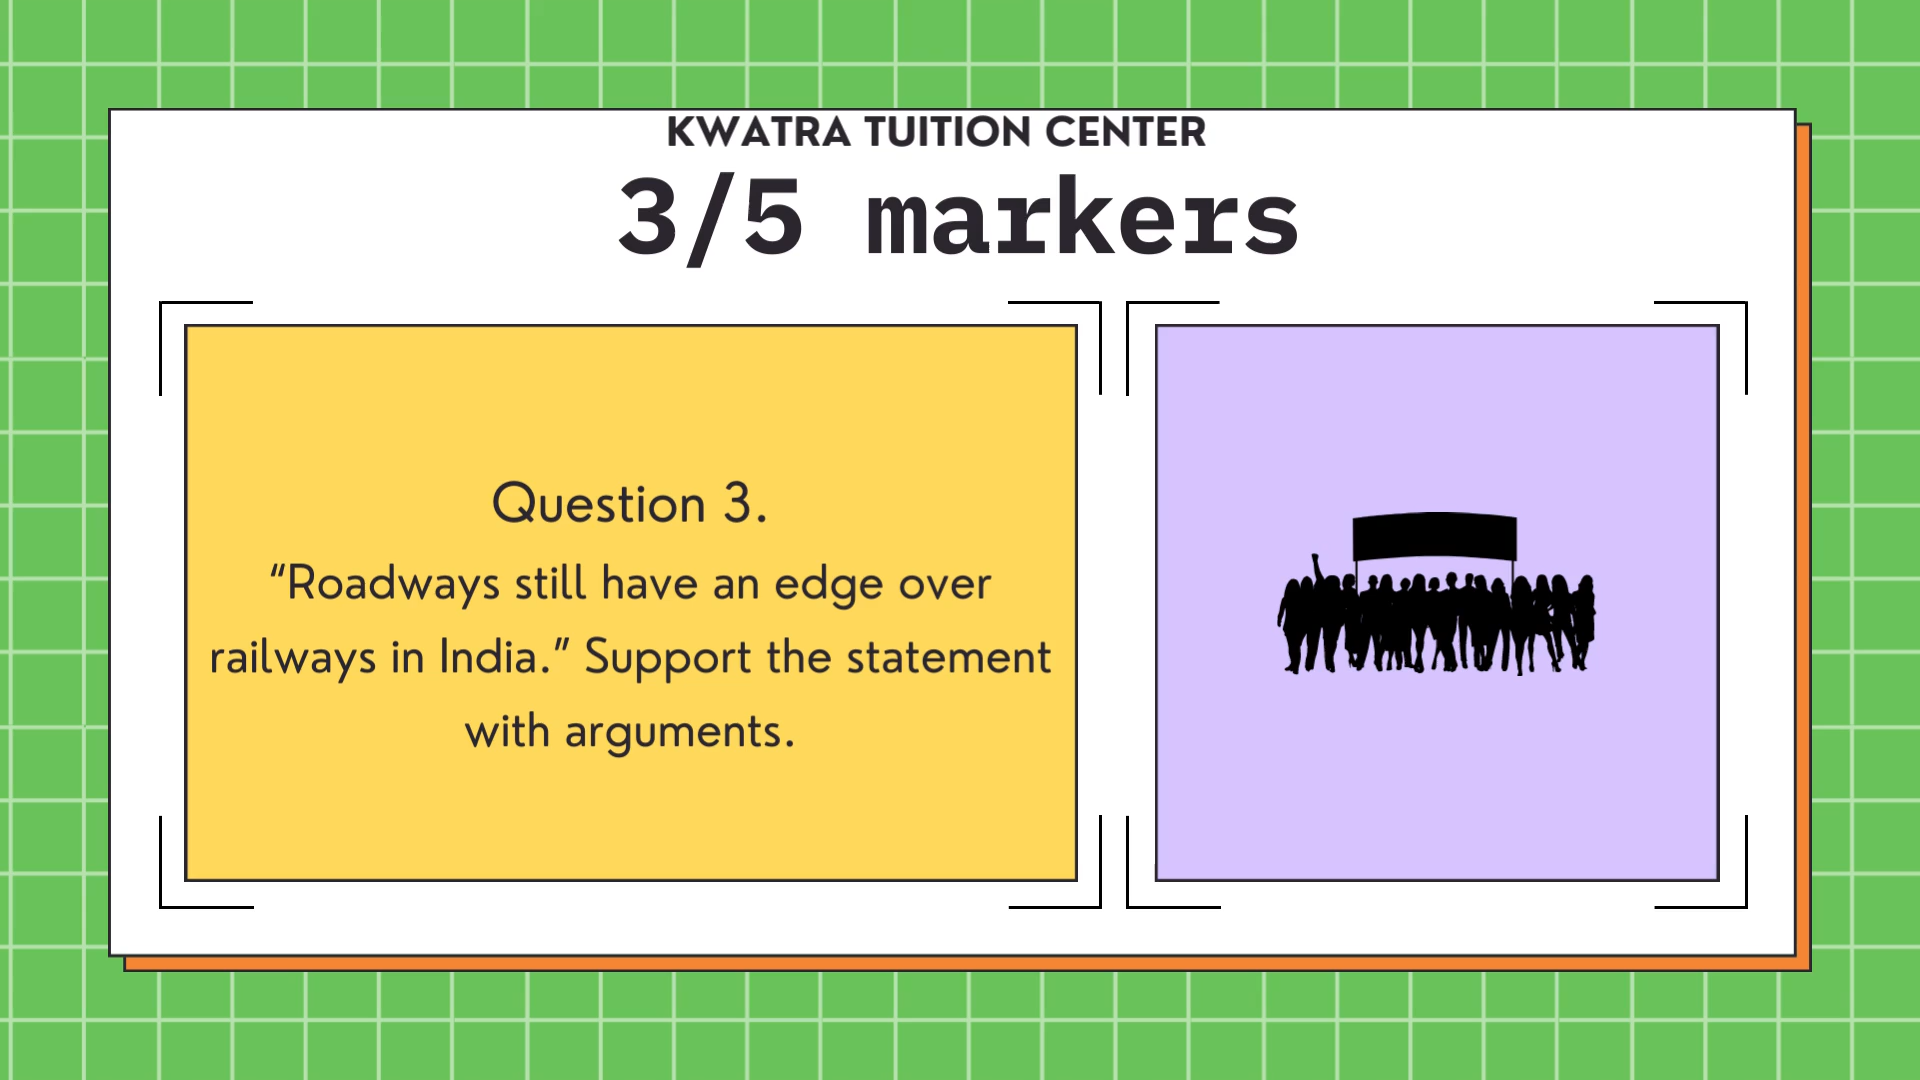 KWATRA TUITION CENTER
3/5 markers
Question 3.
“Roadways still have an edge over
railways in India.” Support the statement
with arguments.